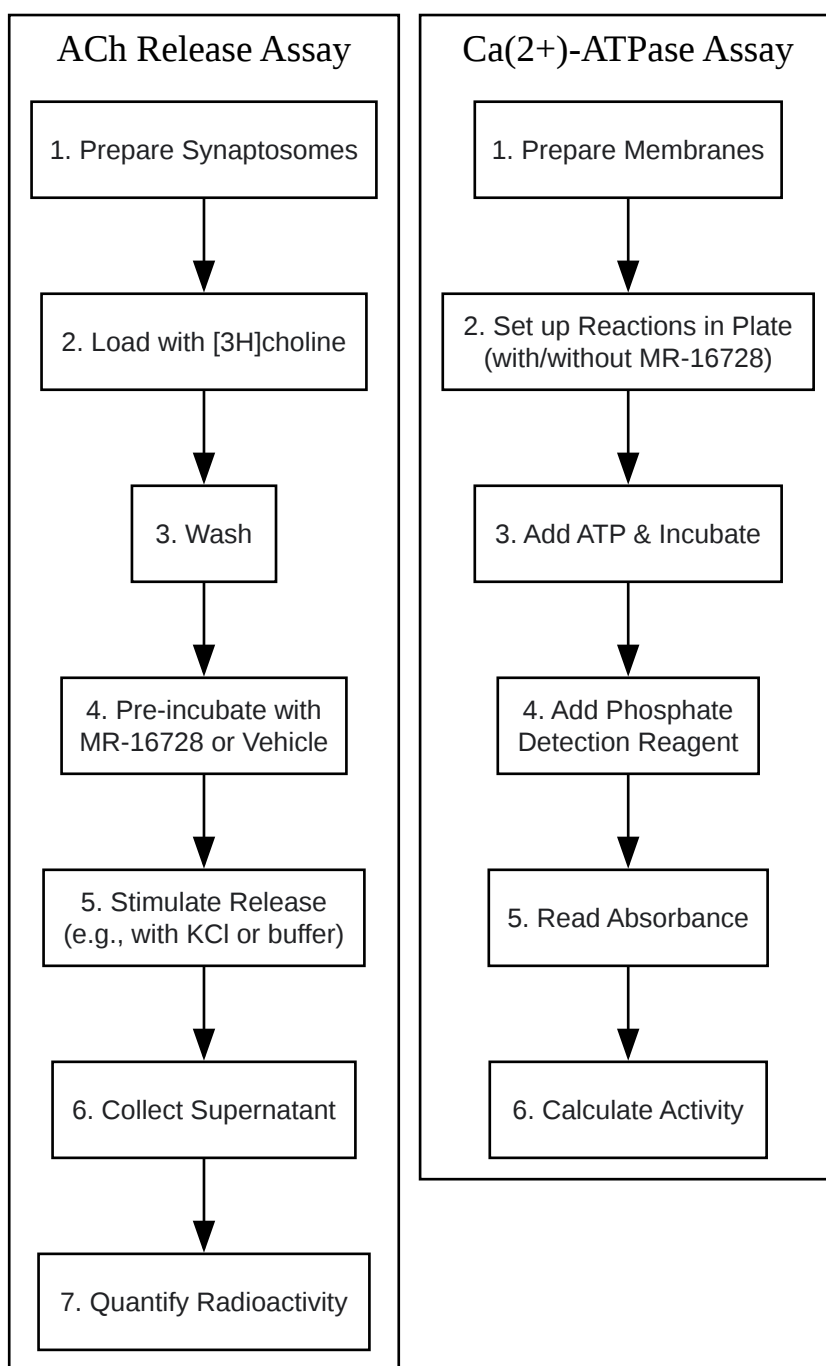 ACh Release Assay
1. Prepare Synaptosomes
2. Load with [3H]choline
3. Wash
4. Pre-incubate with
MR-16728 or Vehicle
5. Stimulate Release
(e.g., with KCl or buffer)
6. Collect Supernatant
7. Quantify Radioactivity
Ca(2+)-ATPase Assay
1. Prepare Membranes
2. Set up Reactions in Plate
(with/without MR-16728)
3. Add ATP & Incubate
4. Add Phosphate
Detection Reagent
5. Read Absorbance
6. Calculate Activity